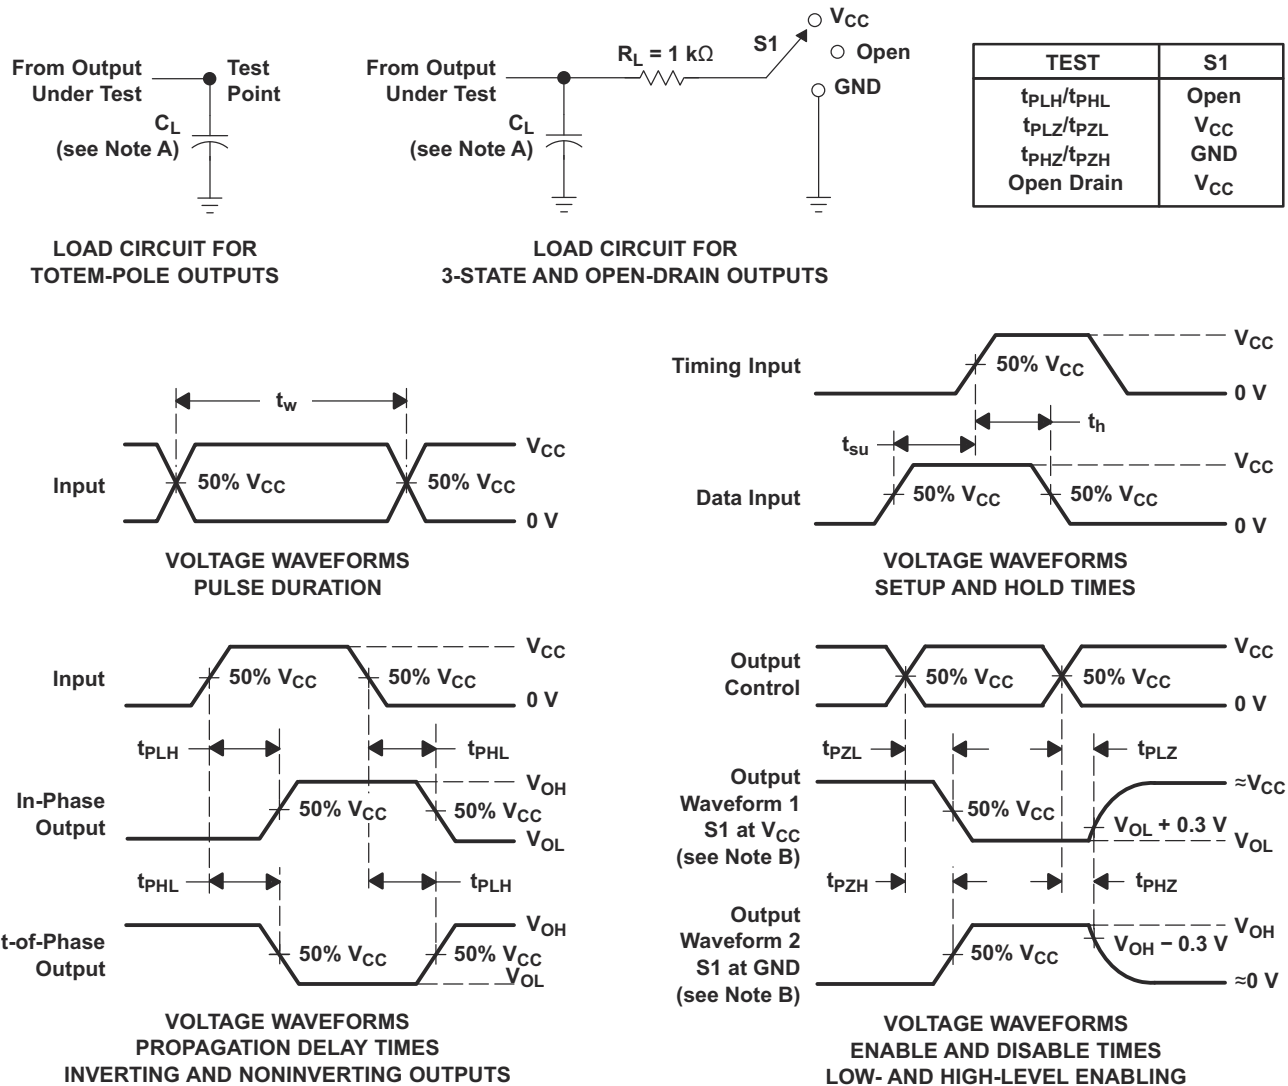 From Output
Under Test
Test
Point
C_L
(see Note A)
LOAD CIRCUIT FOR
TOTEM-POLE OUTPUTS
From Output
Under Test
R_L = 1 kΩ
S1
V_CC
Open
GND
C_L
(see Note A)
LOAD CIRCUIT FOR
3-STATE AND OPEN-DRAIN OUTPUTS
TEST S1
t_PLH/t_PHL Open
t_PLZ/t_PZL V_CC
t_PHZ/t_PZH GND
Open Drain V_CC
t_w
V_CC
Input
50% V_CC 50% V_CC
0 V
VOLTAGE WAVEFORMS
PULSE DURATION
V_CC
Timing Input
50% V_CC
0 V
t_h
t_su
V_CC
Data Input
50% V_CC 50% V_CC
0 V
VOLTAGE WAVEFORMS
SETUP AND HOLD TIMES
V_CC
Input
50% V_CC 50% V_CC
0 V
t_PLH t_PHL
V_OH
In-Phase
Output
50% V_CC 50% V_CC
V_OL
t_PHL t_PLH
V_OH
t-of-Phase
Output
50% V_CC 50% V_CC
V_OL
VOLTAGE WAVEFORMS
PROPAGATION DELAY TIMES
INVERTING AND NONINVERTING OUTPUTS
Output
Control
V_CC
50% V_CC 50% V_CC
0 V
t_PZL t_PLZ
Output
Waveform 1
S1 at V_CC
(see Note B)
≈V_CC
50% V_CC
V_OL + 0.3 V
V_OL
t_PZH t_PHZ
Output
Waveform 2
S1 at GND
(see Note B)
V_OH
50% V_CC
V_OH − 0.3 V
≈0 V
VOLTAGE WAVEFORMS
ENABLE AND DISABLE TIMES
LOW- AND HIGH-LEVEL ENABLING